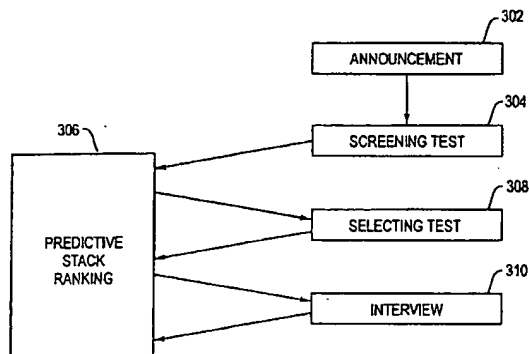 302
ANNOUNCEMENT
304
SCREENING TEST
306
308
SELECTING TEST
PREDICTIVE
STACK
RANKING
310
INTERVIEW